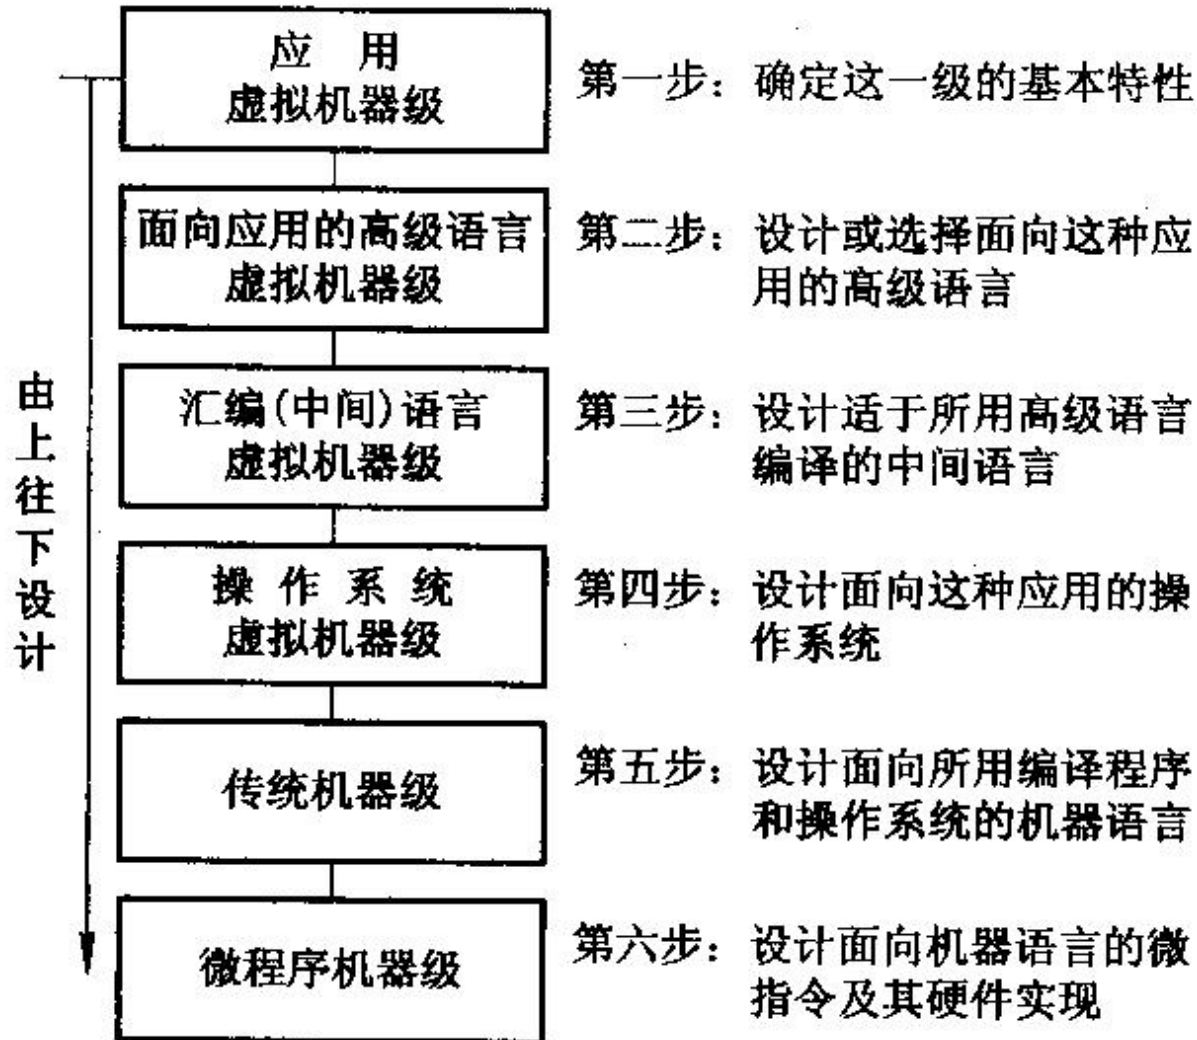 应 用
虚拟机器级
第一步：确定这一级的基本特性
面向应用的高级语言
虚拟机器级
第二步：设计或选择面向这种应
用的高级语言
汇编(中间)语言
虚拟机器级
第三步：设计适于所用高级语言
编译的中间语言
操 作 系 统
虚拟机器级
第四步：设计面向这种应用的操
作系统
传统机器级
第五步：设计面向所用编译程序
和操作系统的机器语言
微程序机器级
第六步：设计面向机器语言的微
指令及其硬件实现
由上往下设计